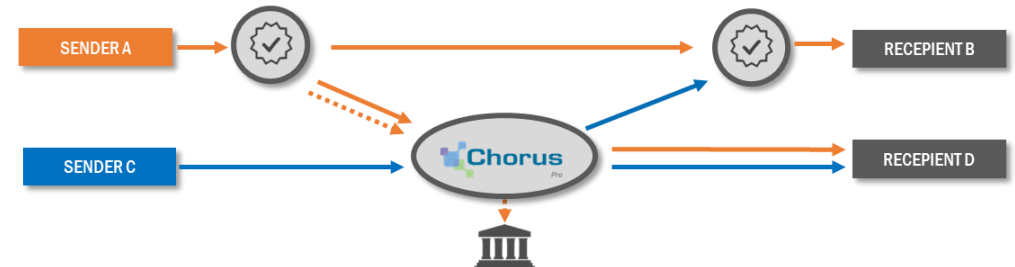 SENDER A
RECEPIENT B
Chorus
Pro
SENDER C
RECEPIENT D